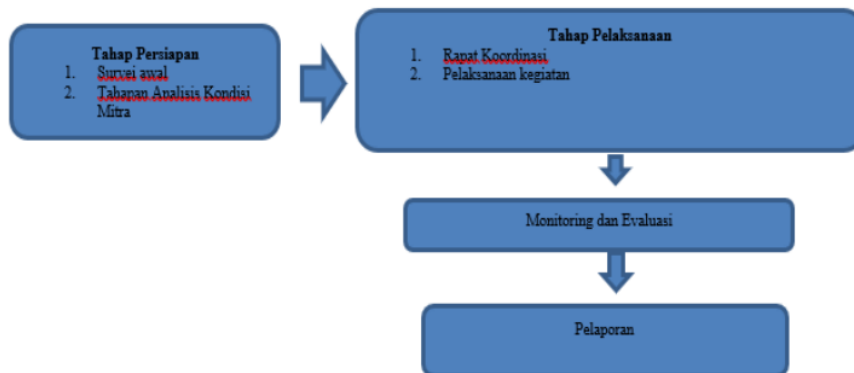 Tahap Persiapan
1. Survei awal
2. Tahapan Analisis Kondisi
Mitra
Tahap Pelaksanaan
1. Rapat Koordinasi
2. Pelaksanaan kegiatan
Monitoring dan Evaluasi
Pelaporan